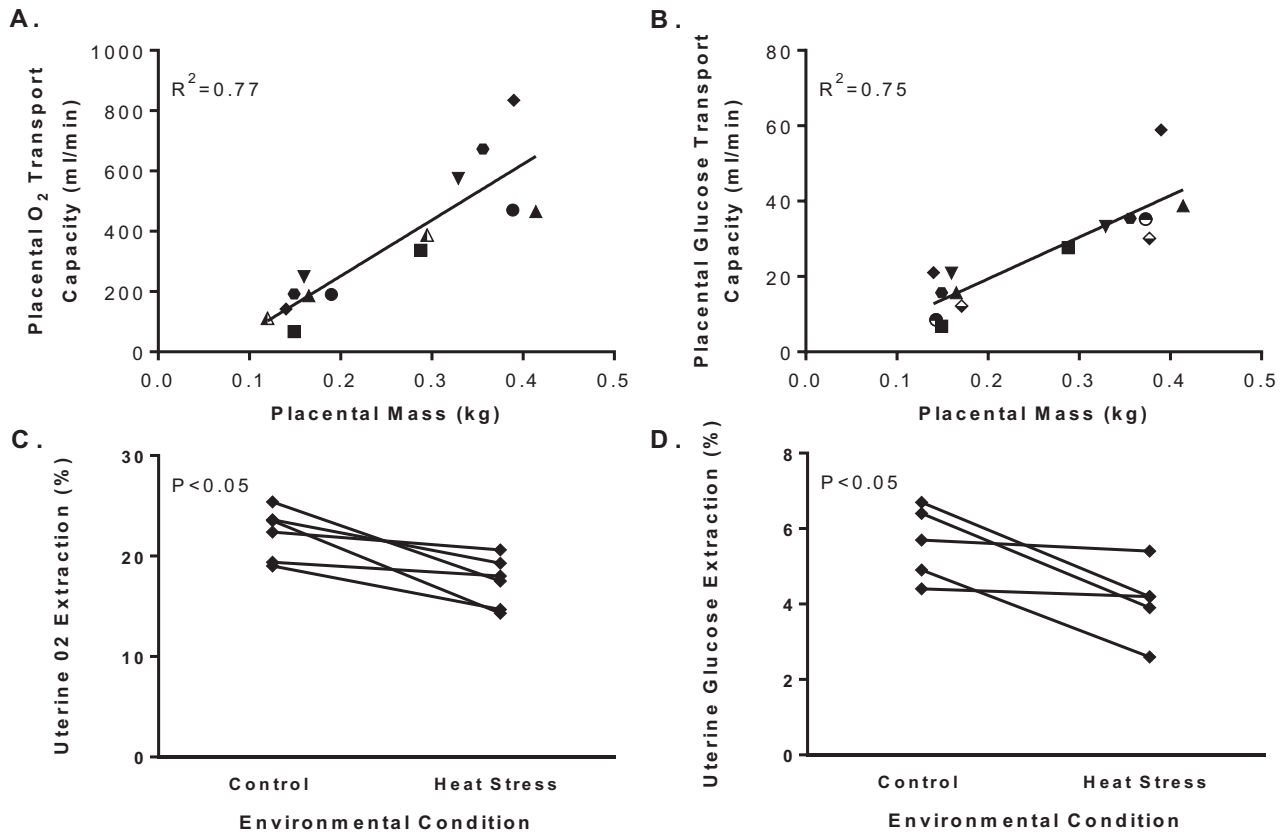 A.
Placental O2 Transport
Capacity (ml/min)
1000
800
600
400
200
0
R2=0.77
0.0 0.1 0.2 0.3 0.4 0.5
Placental Mass (kg)
B.
Placental Glucose Transport
Capacity (ml/min)
80
60
40
20
0
R2=0.75
0.0 0.1 0.2 0.3 0.4 0.5
Placental Mass (kg)
C.
Uterine 02 Extraction (%)
30
20
10
0
P<0.05
Control Heat Stress
Environmental Condition
D.
Uterine Glucose Extraction (%)
8
6
4
2
0
P<0.05
Control Heat Stress
Environmental Condition